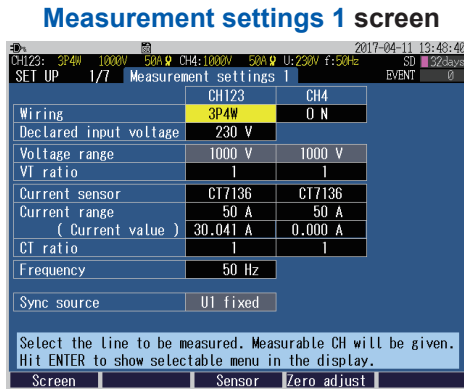 Measurement settings 1 screen
2017-04-11 13:48:40
CH123: 3P4W 1000V 50A CH4:1000V 50A U:230V f:50Hz SD 32days
SET UP 1/7 Measurement settings 1 EVENT 0
CH123 CH4
Wiring 3P4W ON
Declared input voltage 230 V
Voltage range 1000 V 1000 V
VT ratio 1 1
Current sensor CT7136 CT7136
Current range 50 A 50 A
( Current value ) 30.041 A 0.000 A
CT ratio 1 1
Frequency 50 Hz
Sync source U1 fixed
Select the line to be measured. Measurable CH will be given.
Hit ENTER to show selectable menu in the display.
Screen Sensor Zero adjust